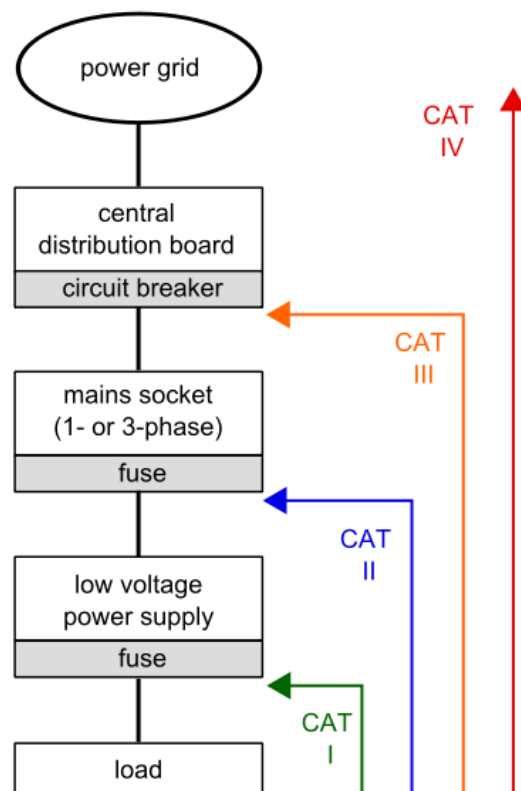 power grid
CAT
IV
central
distribution board
circuit breaker
CAT
III
mains socket
(1- or 3-phase)
fuse
CAT
II
low voltage
power supply
fuse
CAT
I
load